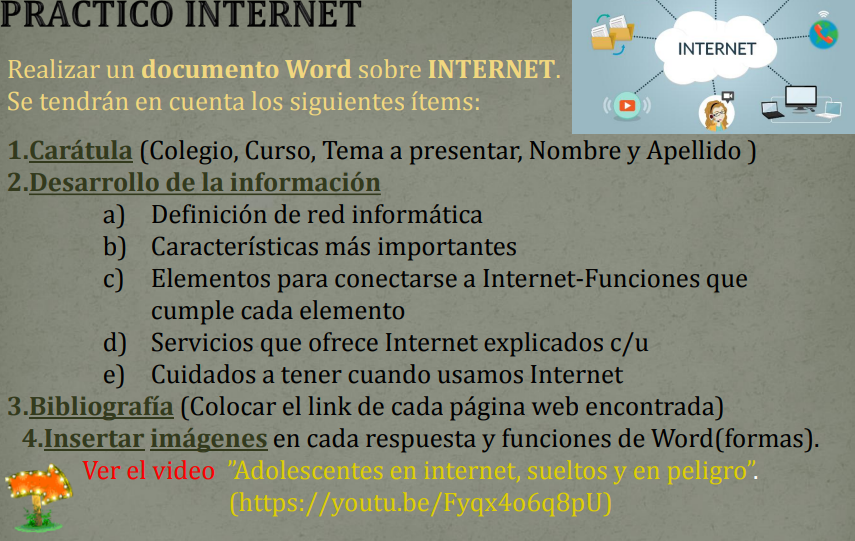 PRÁCTICO INTERNET
INTERNET
Realizar un documento Word sobre INTERNET.
Se tendrán en cuenta los siguientes ítems:
1.Carátula (Colegio, Curso, Tema a presentar, Nombre y Apellido )
2.Desarrollo de la información
a) Definición de red informática
b) Características más importantes
c) Elementos para conectarse a Internet-Funciones que
cumple cada elemento
d) Servicios que ofrece Internet explicados c/u
e) Cuidados a tener cuando usamos Internet
3.Bibliografía (Colocar el link de cada página web encontrada)
4.Insertar imágenes en cada respuesta y funciones de Word(formas).
Ver el video ”Adolescentes en internet, sueltos y en peligro”.
(https://youtu.be/Fyqx4o6q8pU)